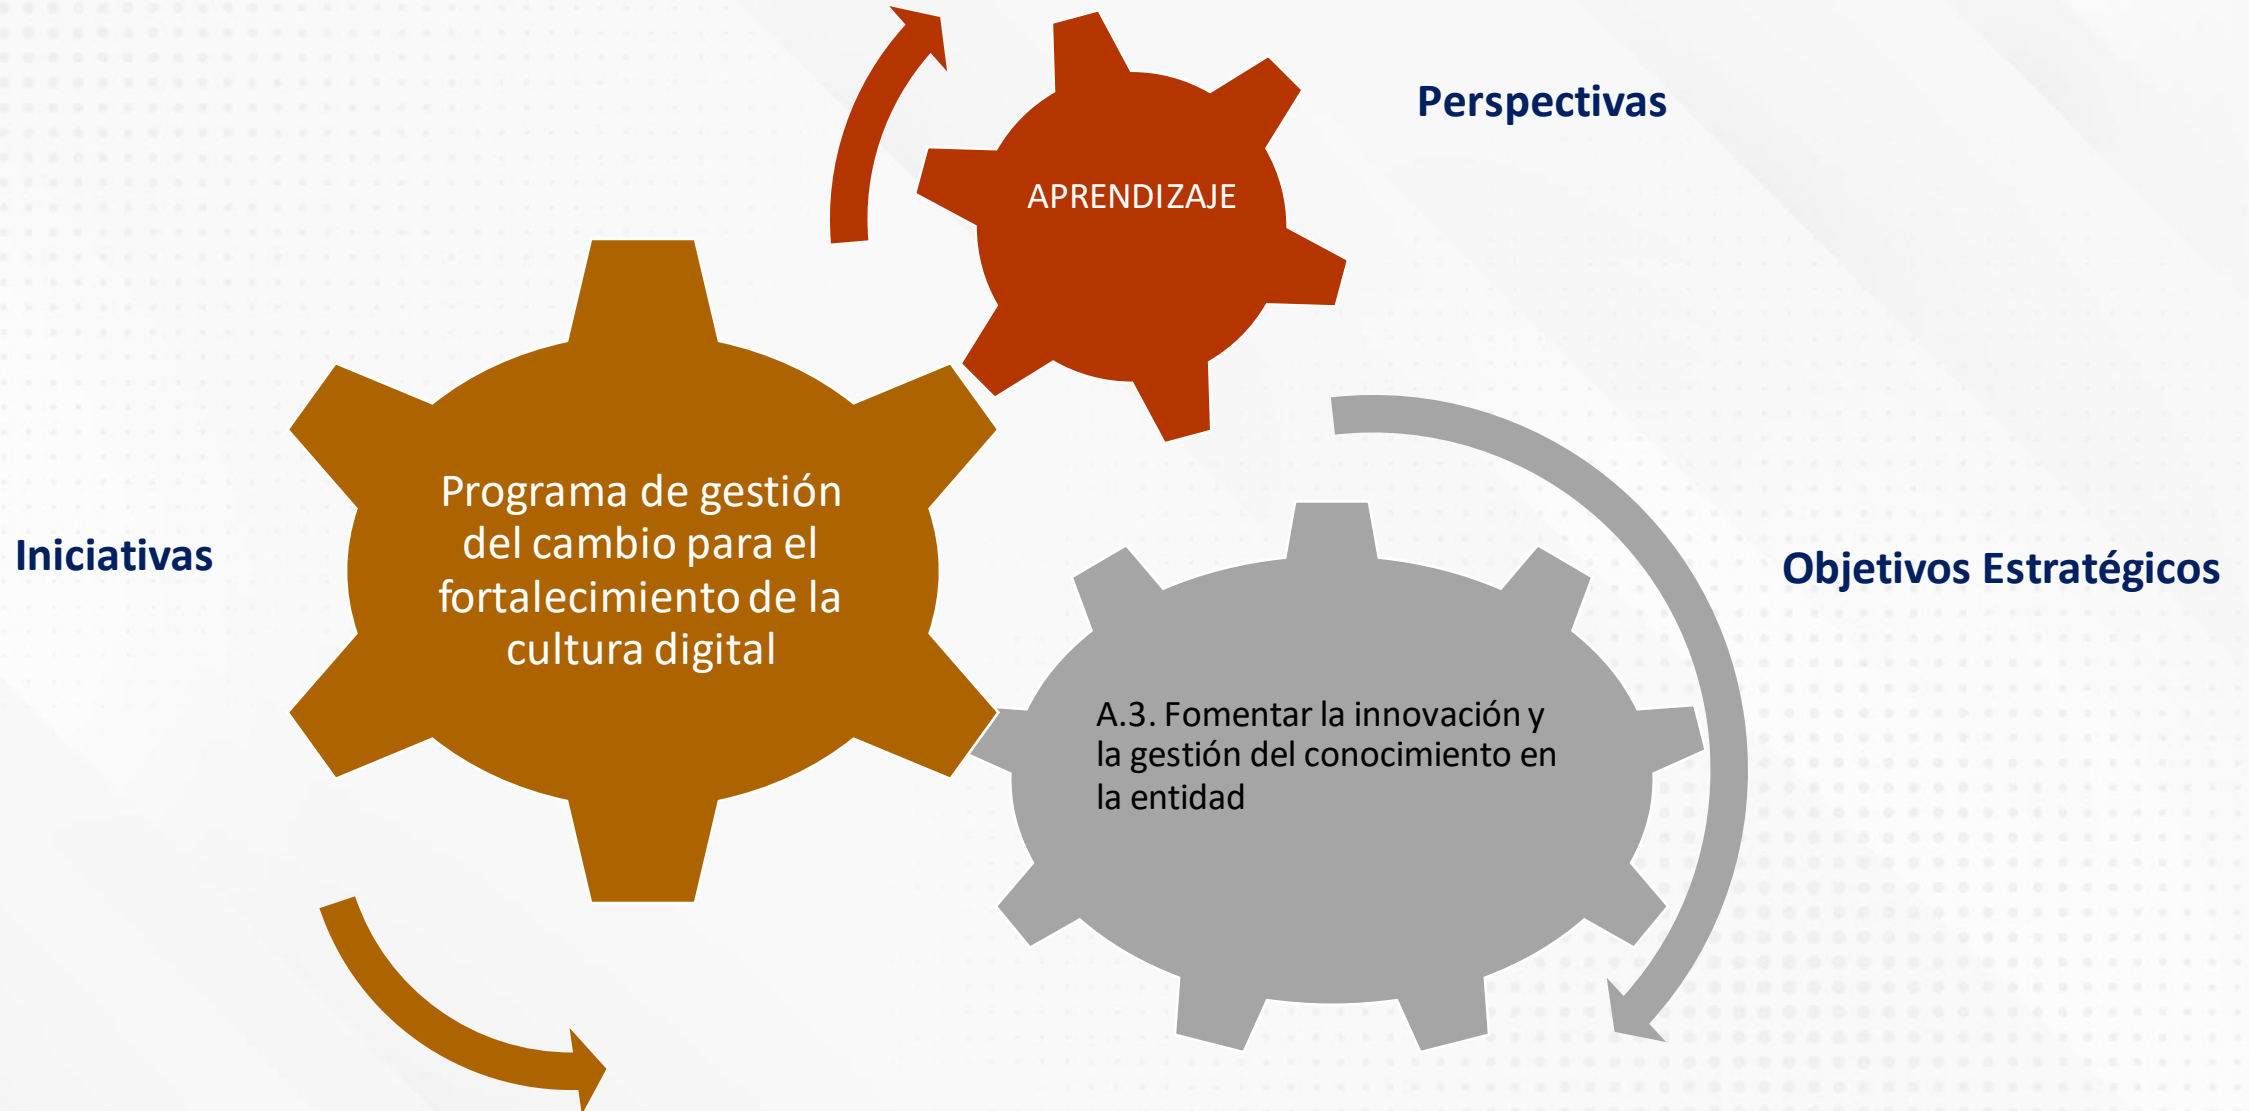 Perspectivas
APRENDIZAJE
Iniciativas
Programa de gestión
del cambio para el
fortalecimiento de la
cultura digital
Objetivos Estratégicos
A.3. Fomentar la innovación y
la gestión del conocimiento en
la entidad